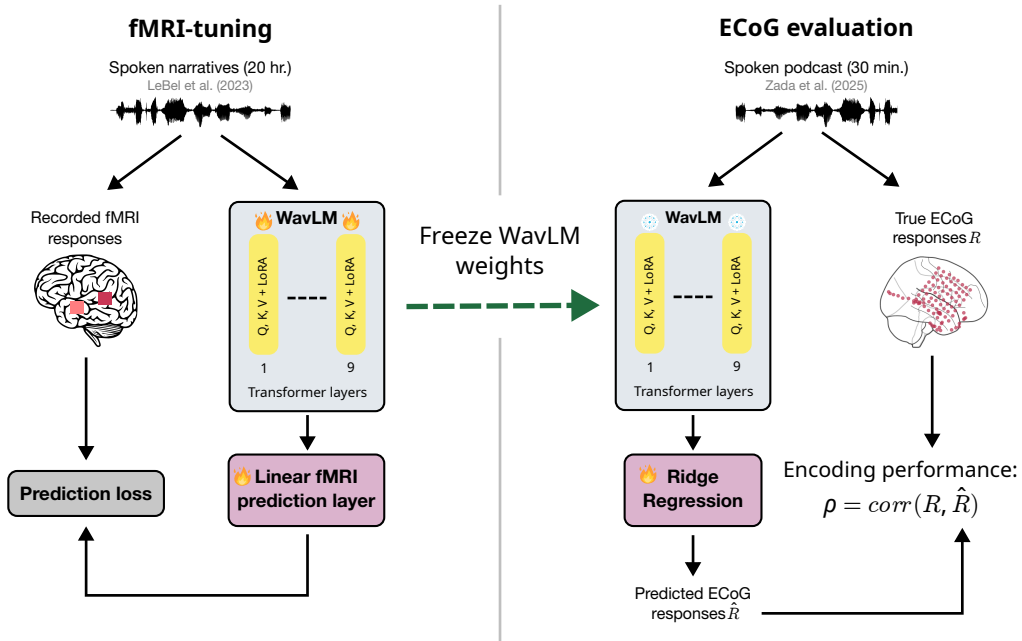 fMRI-tuning
Spoken narratives (20 hr.)
LeBel et al. (2023)
Recorded fMRI
responses
WavLM
Q, K, V + LoRA
Q, K, V + LoRA
1
9
Transformer layers
Prediction loss
Linear fMRI
prediction layer
Freeze WavLM
weights
ECoG evaluation
Spoken podcast (30 min.)
Zada et al. (2025)
WavLM
Q, K, V + LoRA
Q, K, V + LoRA
1
9
Transformer layers
True ECoG
responses R
Ridge
Regression
Encoding performance:
ρ = corr(R, R̂)
Predicted ECoG
responses R̂